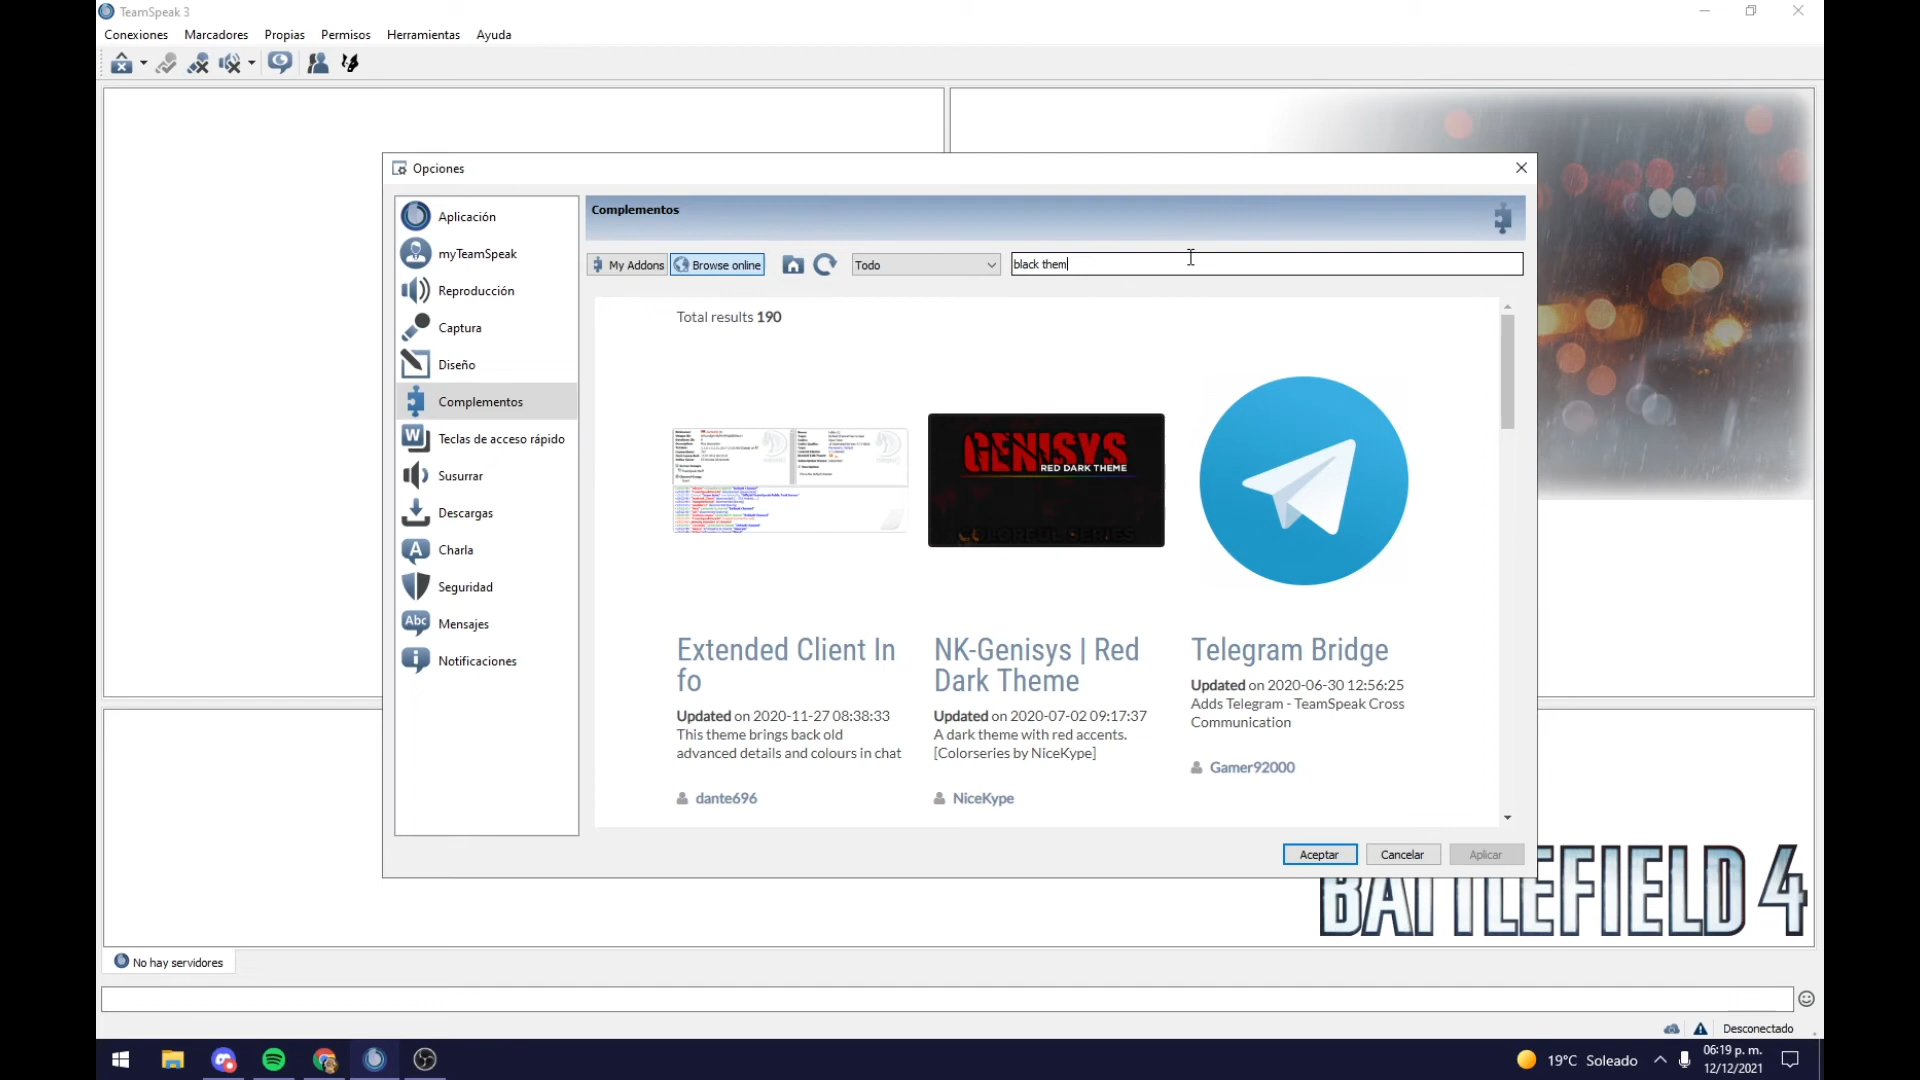 TeamSpeak 3
Conexiones Marcadores Propias Permisos Herramientas Ayuda
Opciones
Aplicación
myTeamSpeak
Reproducción
Captura
Diseño
Complementos
Teclas de acceso rápido
Susurrar
Descargas
Charla
Seguridad
Mensajes
Notificaciones
Complementos
My Addons Browse online Todo black them
Total results 190
GENISYS
RED DARK THEME
COLORFUL SERIES
Extended Client In
fo
Updated on 2020-11-27 08:38:33
This theme brings back old
advanced details and colours in chat
dante696
NK-Genisys | Red
Dark Theme
Updated on 2020-07-02 09:17:37
A dark theme with red accents.
[Colorseries by NiceKype]
NiceKype
Telegram Bridge
Updated on 2020-06-30 12:56:25
Adds Telegram - TeamSpeak Cross
Communication
Gamer92000
Aceptar Cancelar Aplicar
BATTLEFIELD 4
No hay servidores
Desconectado
19°C Soleado
06:19 p. m.
12/12/2021